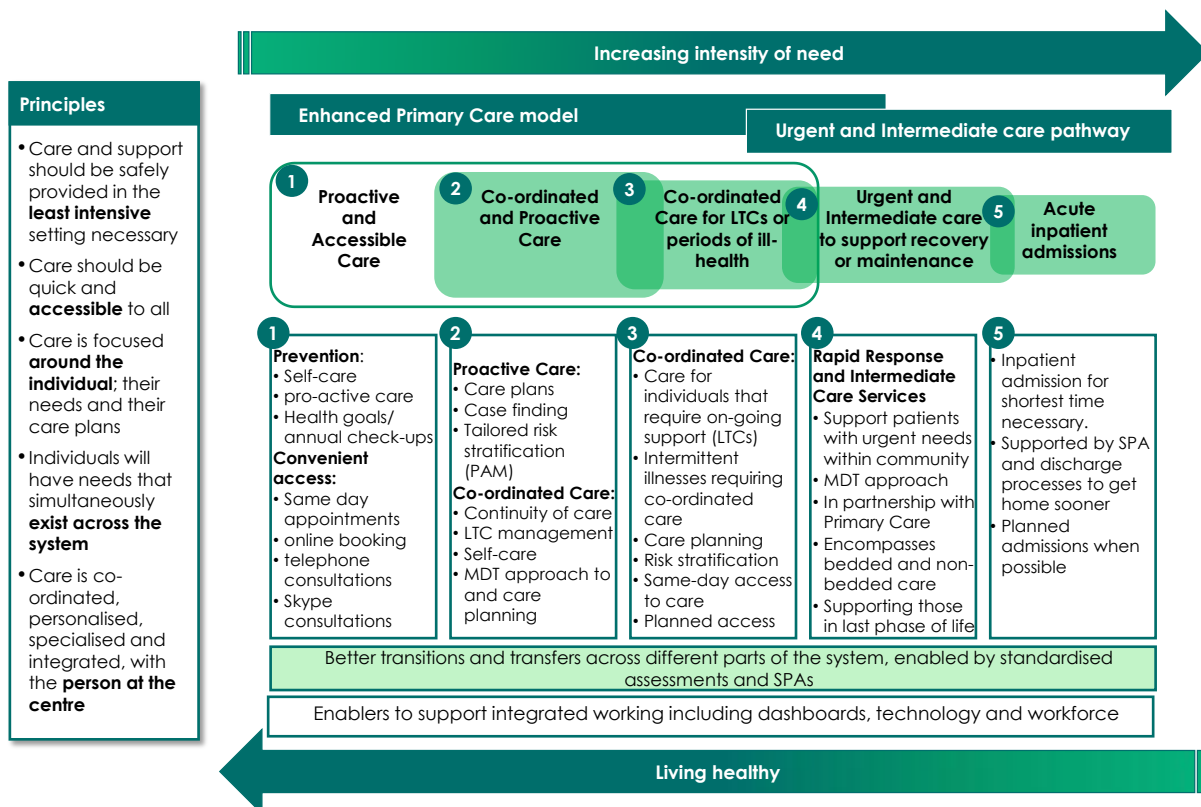 Increasing intensity of need
Principles
• Care and support
should be safely
provided in the
least intensive
setting necessary
• Care should be
quick and
accessible to all
• Care is focused
around the
individual; their
needs and their
care plans
• Individuals will
have needs that
simultaneously
exist across the
system
• Care is co-
ordinated,
personalised,
specialised and
integrated, with
the person at the
centre
Enhanced Primary Care model
Urgent and Intermediate care pathway
1
Proactive
and
Accessible
Care
2
Co-ordinated
and Proactive
Care
3
Co-ordinated
Care for LTCs or
periods of ill-
health
4
Urgent and
Intermediate care
to support recovery
or maintenance
5
Acute
inpatient
admissions
1
Prevention:
• Self-care
• pro-active care
• Health goals/
annual check-ups
Convenient
access:
• Same day
appointments
• online booking
• telephone
consultations
• Skype
consultations
2
Proactive Care:
• Care plans
• Case finding
• Tailored risk
stratification
(PAM)
Co-ordinated Care:
• Continuity of care
• LTC management
• Self-care
• MDT approach to
and care
planning
3
Co-ordinated Care:
• Care for
individuals that
require on-going
support (LTCs)
• Intermittent
illnesses requiring
co-ordinated
care
• Care planning
• Risk stratification
• Same-day access
to care
• Planned access
4
Rapid Response
and Intermediate
Care Services
• Support patients
with urgent needs
within community
• MDT approach
• In partnership with
Primary Care
• Encompasses
bedded and non-
bedded care
• Supporting those
in last phase of life
5
• Inpatient
admission for
shortest time
necessary.
• Supported by SPA
and discharge
processes to get
home sooner
• Planned
admissions when
possible
Better transitions and transfers across different parts of the system, enabled by standardised
assessments and SPAs
Enablers to support integrated working including dashboards, technology and workforce
Living healthy